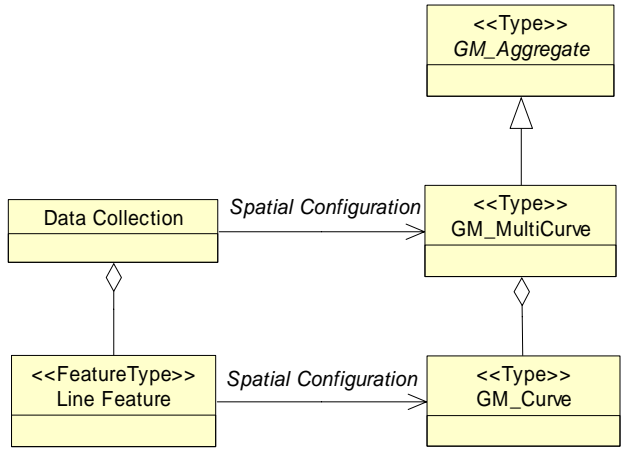 <<Type>>
GM_Aggregate
Data Collection
Spatial Configuration
<<Type>>
GM_MultiCurve
<<FeatureType>>
Line Feature
Spatial Configuration
<<Type>>
GM_Curve